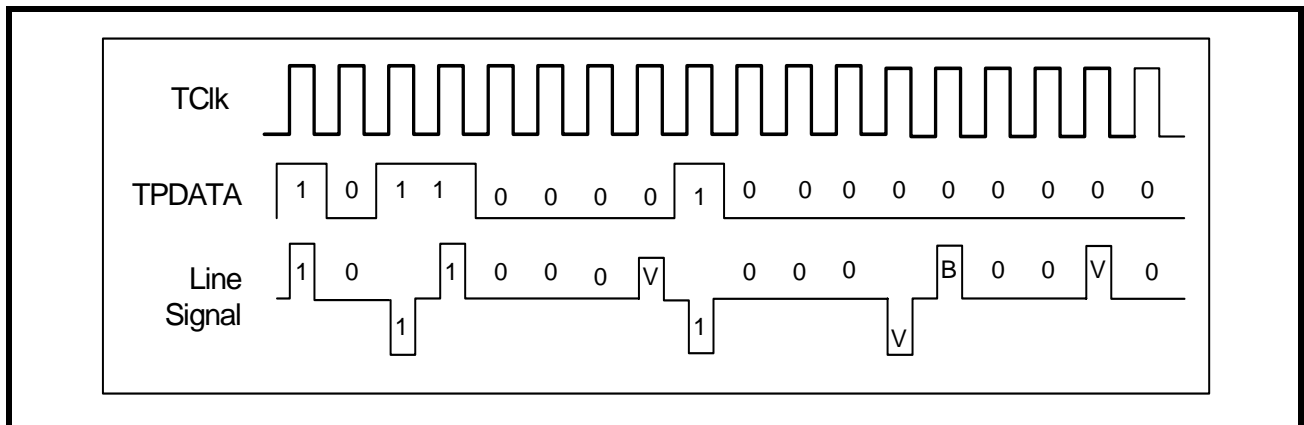 TClk
TPDATA 1 0 1 1 0 0 0 0 1 0 0 0 0 0 0 0 0 0
Line Signal 1 0 1 1 0 0 0 V 1 0 0 0 V B 0 0 V 0